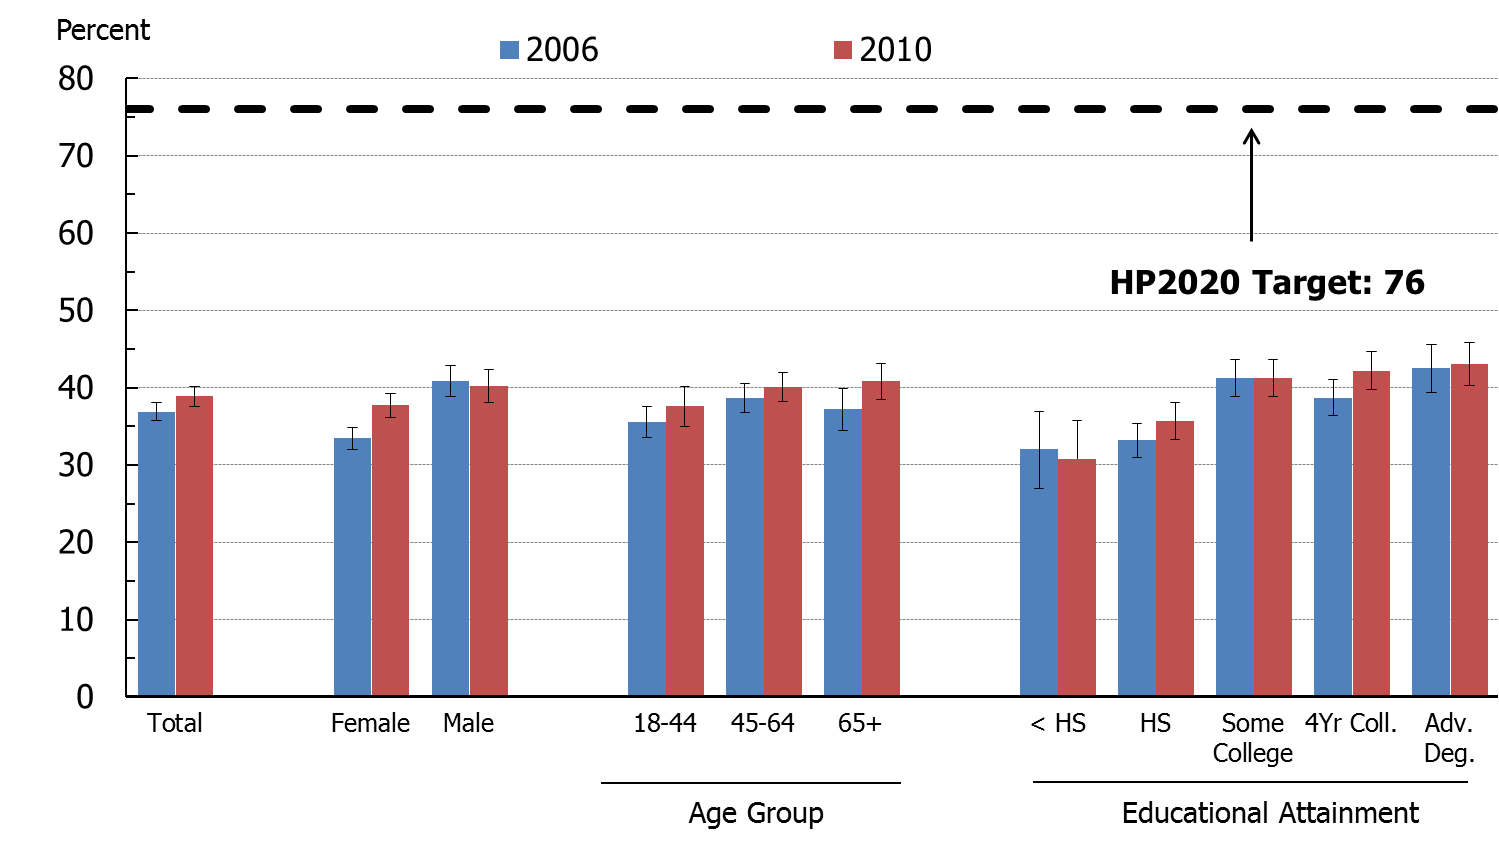 Percent
2006 2010
80
70
60
50
40
30
20
10
0
HP2020 Target: 76
Total Female Male 18-44 45-64 65+ < HS HS Some College 4Yr Coll. Adv. Deg.
Age Group Educational Attainment